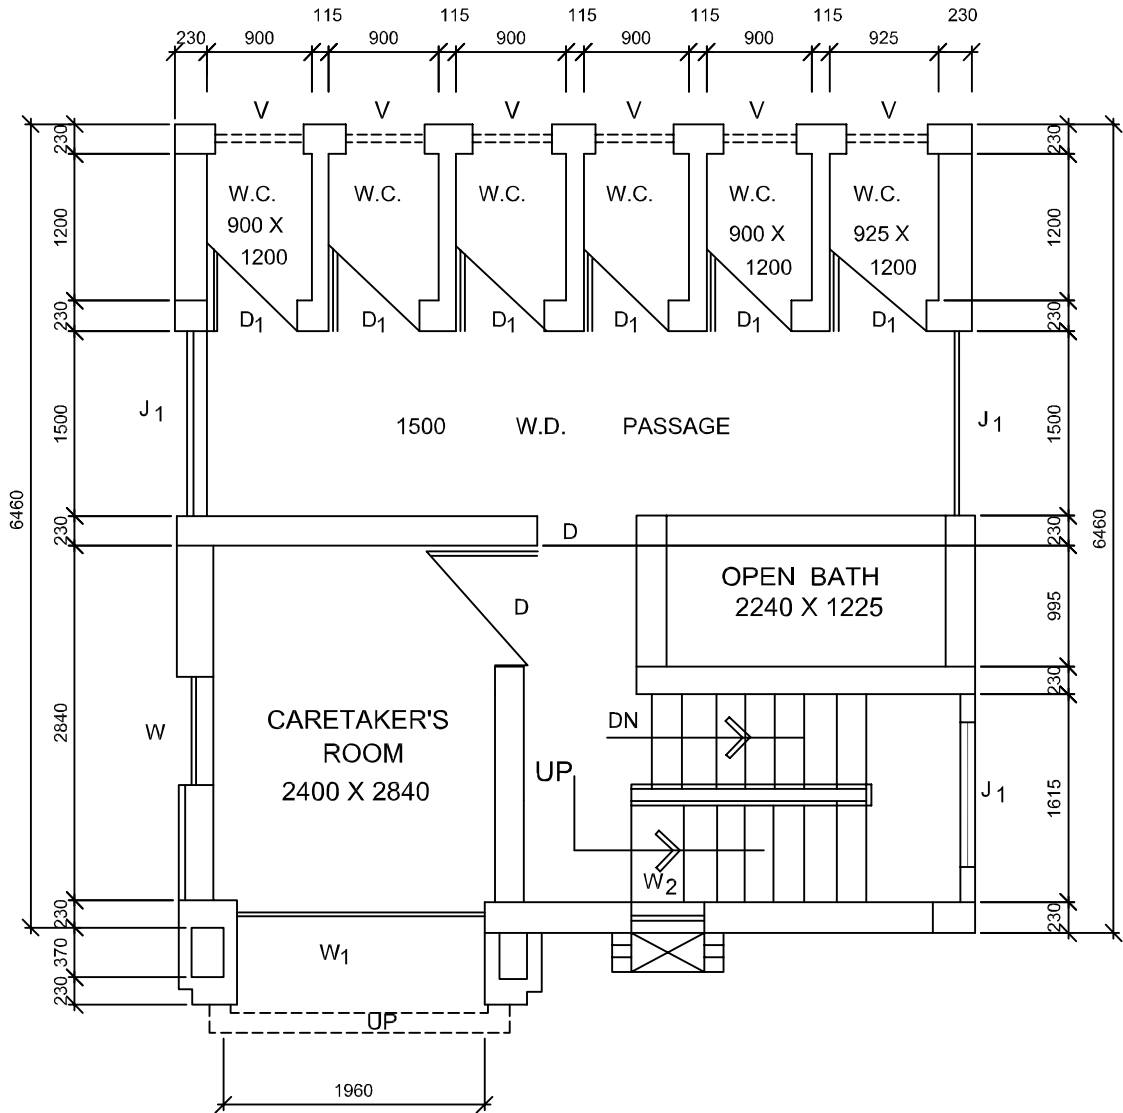 115 115 115 115 115 230
230 900 900 900 900 900 925
V V V V V V
230 230
W.C. W.C. W.C. W.C. W.C. W.C.
900 X 900 X 925 X
1200 1200
1200 1200 1200
230 D1 D1 D1 D1 D1 D1 230
J1 1500 1500 W.D. PASSAGE J1 1500
6460 6460
230 D 230
OPEN BATH
D 2240 X 1225 995
230
2840 W CARETAKER'S DN
ROOM
2400 X 2840 UP J1 1615
W2
230 230
370 W1
230 UP
1960